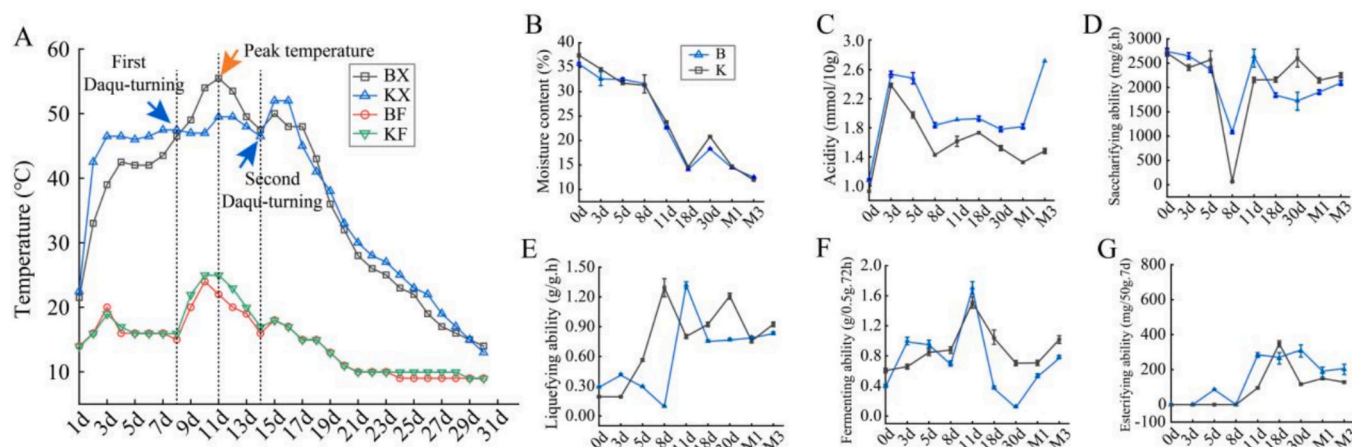 A
Temperature (℃)
60
50
40
30
20
10
First
Daqu-turning
Peak temperature
Second
Daqu-turning
BX
KX
BF
KF
1d
3d
5d
7d
9d
11d
13d
15d
17d
19d
21d
23d
25d
27d
29d
31d
B
Moisture content (%)
40
35
30
25
20
15
10
B
K
0d
3d
5d
8d
11d
18d
30d
M1
M3
C
Acidity (mmol/10g)
3.0
2.6
2.2
1.8
1.4
1.0
0d
3d
5d
8d
11d
18d
30d
M1
M3
D
Saccharifying ability (mg/g.h)
3000
2500
2000
1500
1000
500
0
0d
3d
5d
8d
11d
18d
30d
M1
M3
E
Liquefying ability (g/g.h)
1.50
1.20
0.90
0.60
0.30
0.00
0d
3d
5d
8d
11d
18d
30d
M1
M3
F
Fermenting ability (g/0.5g.72h)
2.0
1.6
1.2
0.8
0.4
0.0
0d
3d
5d
8d
11d
18d
30d
M1
M3
G
Esterifying ability (mg/50g.7d)
800
700
600
500
400
300
200
100
0
-100
0d
3d
5d
8d
11d
18d
30d
M1
M3